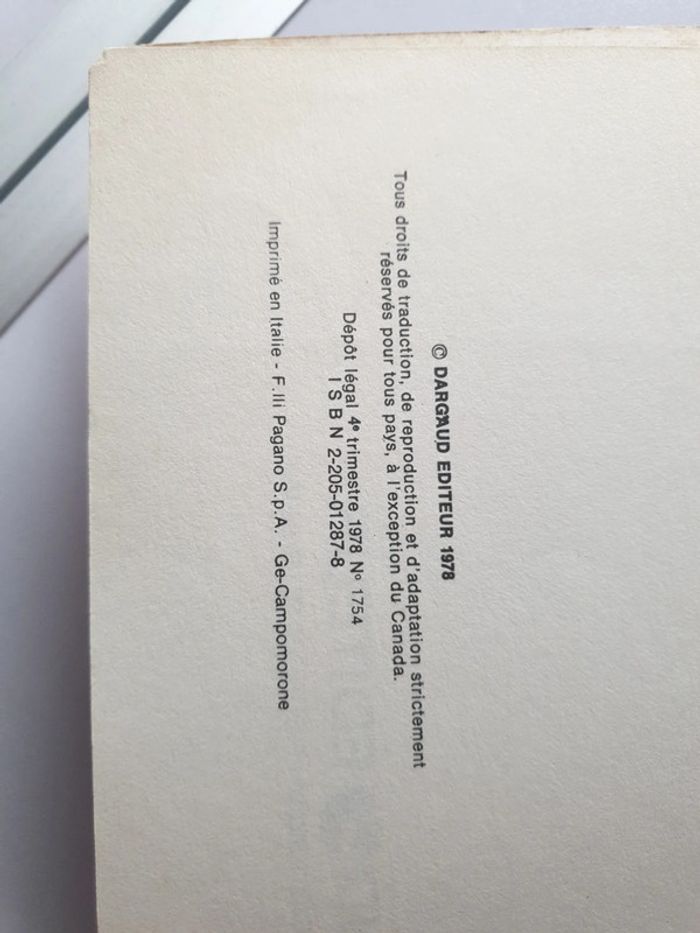 © DARGAUD EDITEUR 1978
Tous droits de traduction, de reproduction et d'adaptation strictement
réservés pour tous pays, à l'exception du Canada.
Dépôt légal 4e trimestre 1978 No 1754
I S B N 2-205-01287-8
Imprimé en Italie - F.lli Pagano S.p.A. - Ge-Campomorone